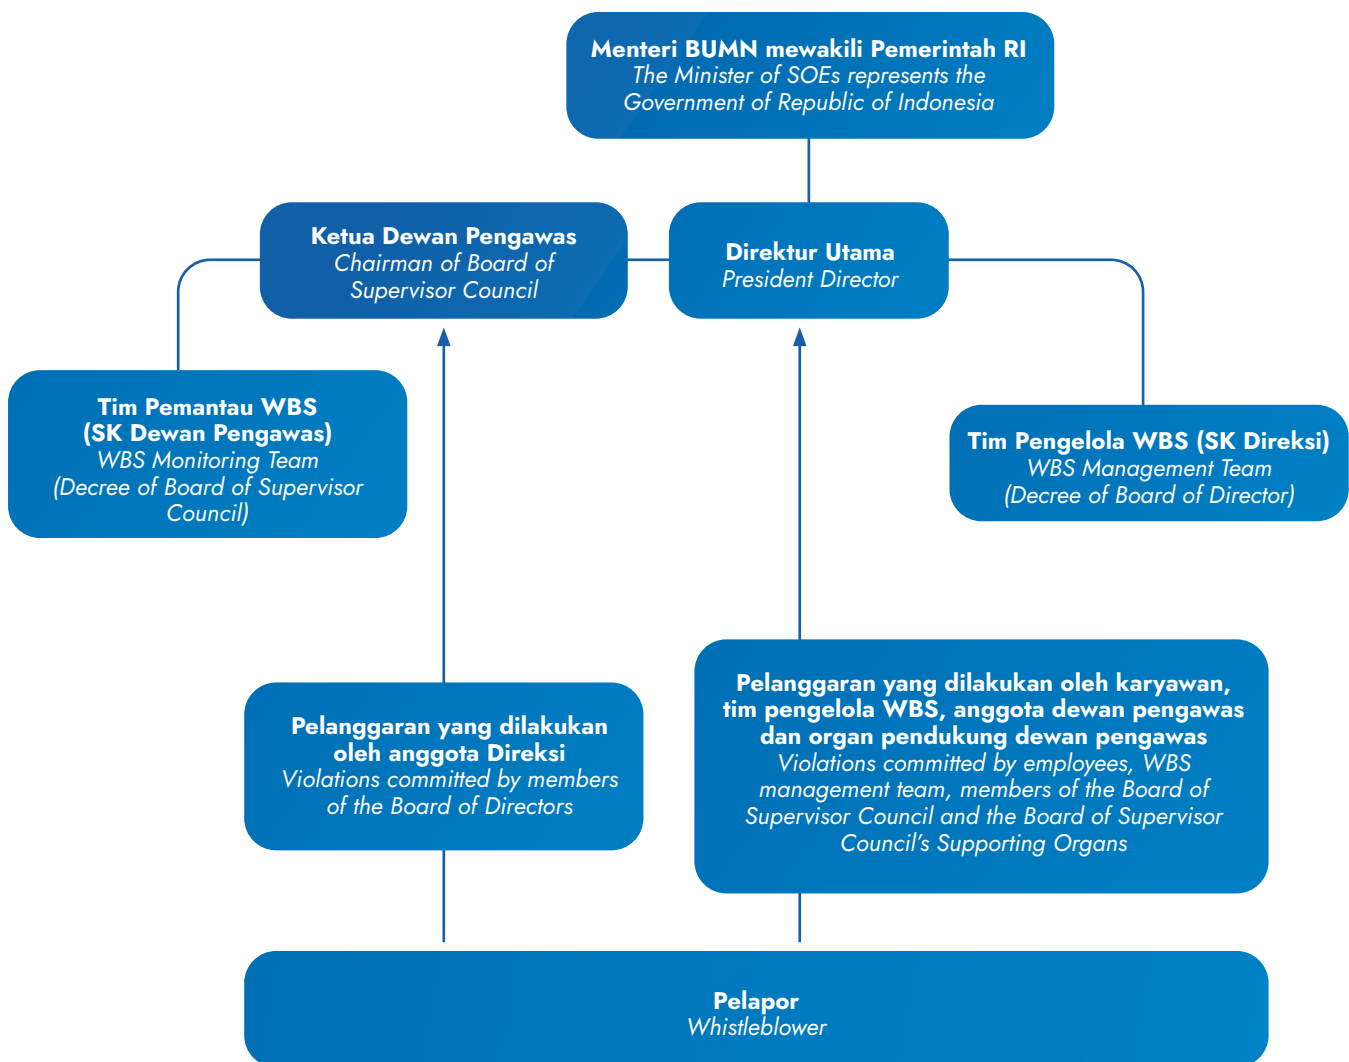 Menteri BUMN mewakili Pemerintah RI
The Minister of SOEs represents the
Government of Republic of Indonesia
Ketua Dewan Pengawas
Chairman of Board of
Supervisor Council
Direktur Utama
President Director
Tim Pemantau WBS
(SK Dewan Pengawas)
WBS Monitoring Team
(Decree of Board of Supervisor
Council)
Tim Pengelola WBS (SK Direksi)
WBS Management Team
(Decree of Board of Director)
Pelanggaran yang dilakukan
oleh anggota Direksi
Violations committed by members
of the Board of Directors
Pelanggaran yang dilakukan oleh karyawan,
tim pengelola WBS, anggota dewan pengawas
dan organ pendukung dewan pengawas
Violations committed by employees, WBS
management team, members of the Board of
Supervisor Council and the Board of Supervisor
Council’s Supporting Organs
Pelapor
Whistleblower